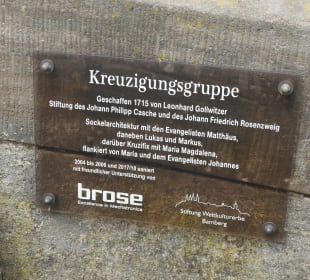 Kreuzigungsgruppe
Geschaffen 1715 von Leonhard Gollwitzer
Stiftung des Johann Philipp Casche und des Johann Friedrich Rosenzweig
Sockelarchitektur mit den Evangelisten Matthäus,
daneben Lukas und Markus,
darüber Kruzifix mit Maria Magdalena,
flankiert von Maria und dem Evangelisten Johannes
2004 bis 2006 und 2017/18 saniert
mit freundlicher Unterstützung von
brose
Excellence in Mechatronics
Stiftung Weltkulturerbe
Bamberg